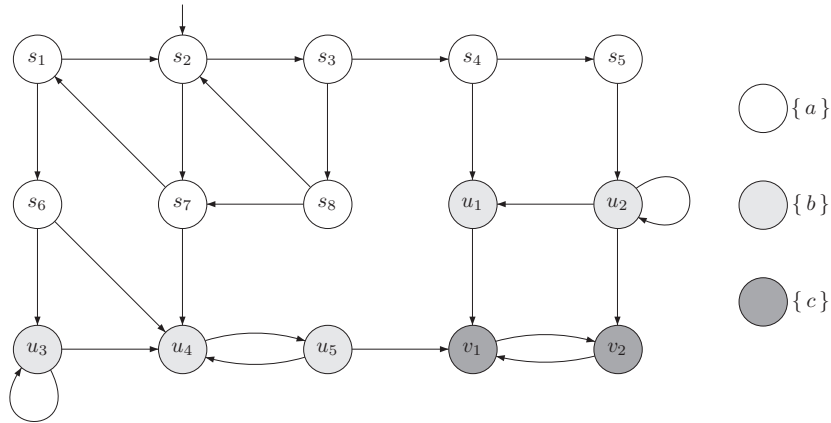 s1 s2 s3 s4 s5
{ a }
s6 s7 s8 u1 u2
{ b }
{ c }
u3 u4 u5 v1 v2